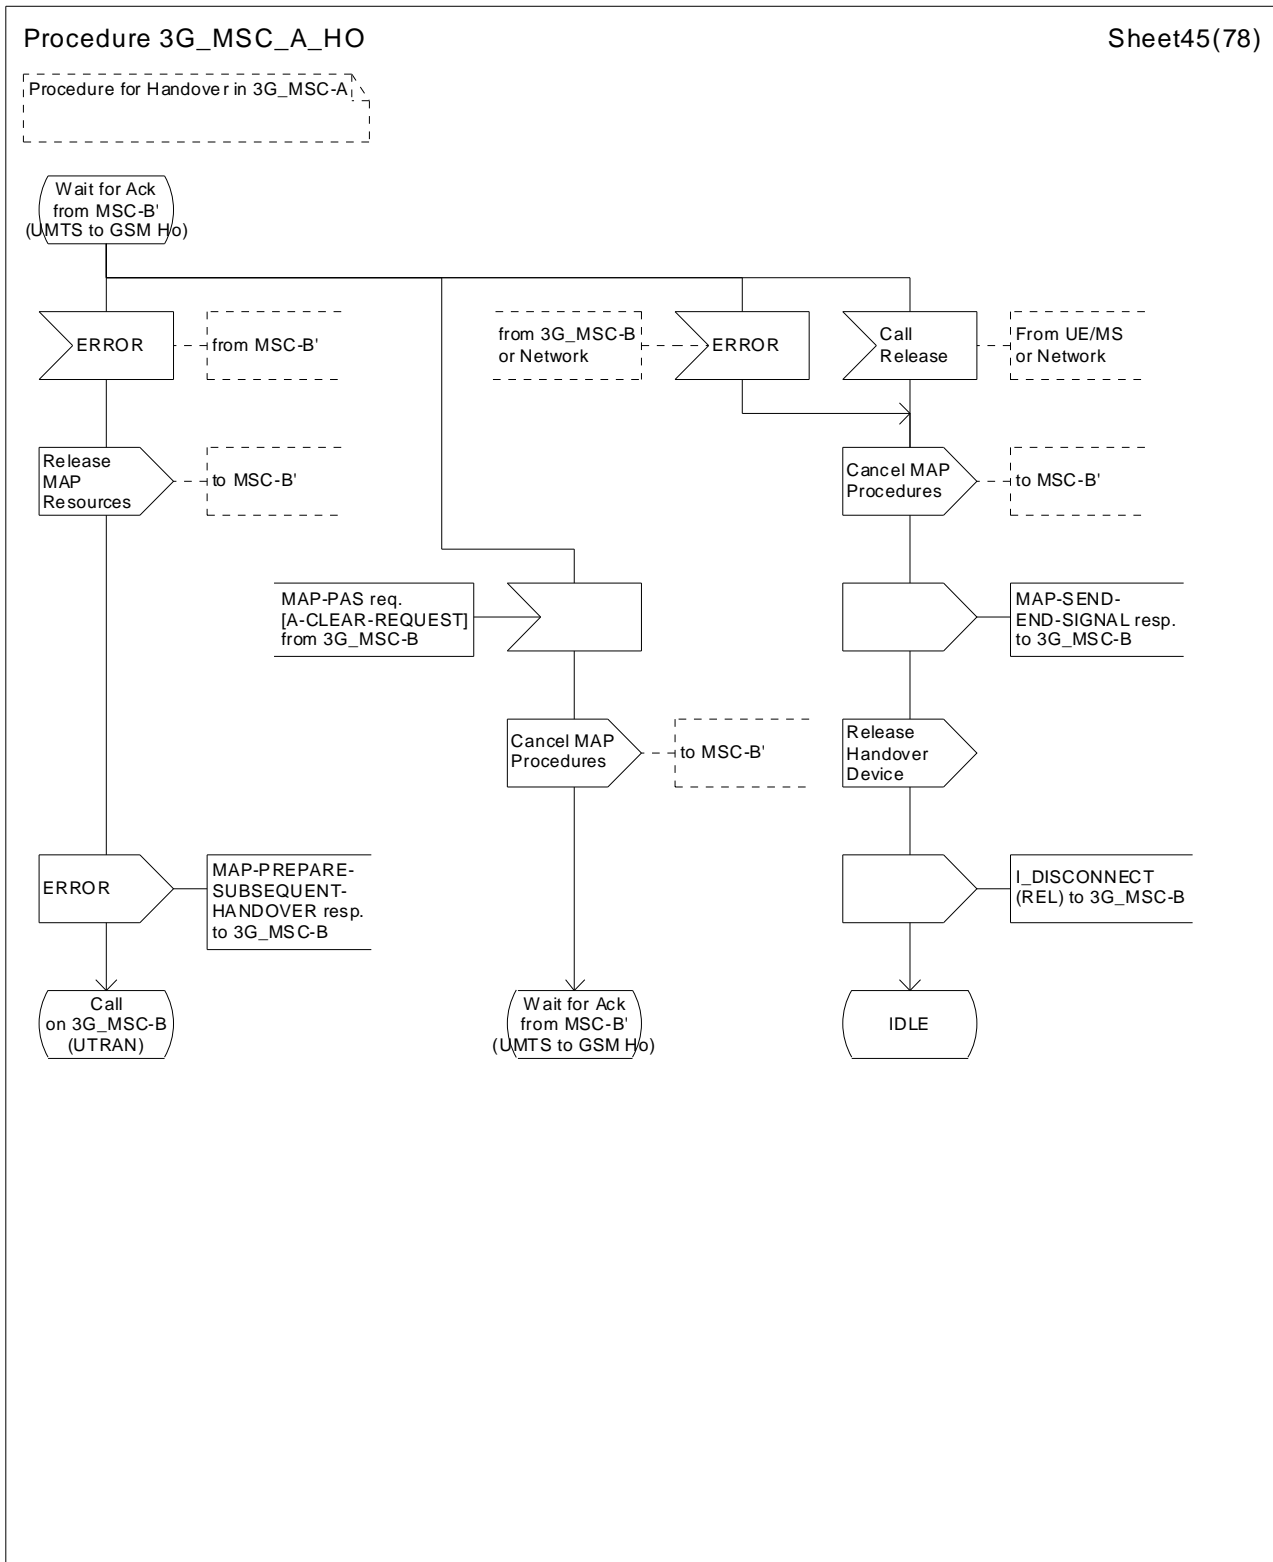 Procedure 3G_MSC_A_HO
Sheet45(78)
Procedure for Handover in 3G_MSC-A
Wait for Ack
from MSC-B'
(UMTS to GSM Ho)
ERROR
from MSC-B'
from 3G_MSC-B
or Network
ERROR
Call
Release
From UE/MS
or Network
Release
MAP
Resources
to MSC-B'
Cancel MAP
Procedures
to MSC-B'
MAP-PAS req.
[A-CLEAR-REQUEST]
from 3G_MSC-B
MAP-SEND-
END-SIGNAL resp.
to 3G_MSC-B
Cancel MAP
Procedures
to MSC-B'
Release
Handover
Device
ERROR
MAP-PREPARE-
SUBSEQUENT-
HANDOVER resp.
to 3G_MSC-B
I_DISCONNECT
(REL) to 3G_MSC-B
Call
on 3G_MSC-B
(UTRAN)
Wait for Ack
from MSC-B'
(UMTS to GSM Ho)
IDLE